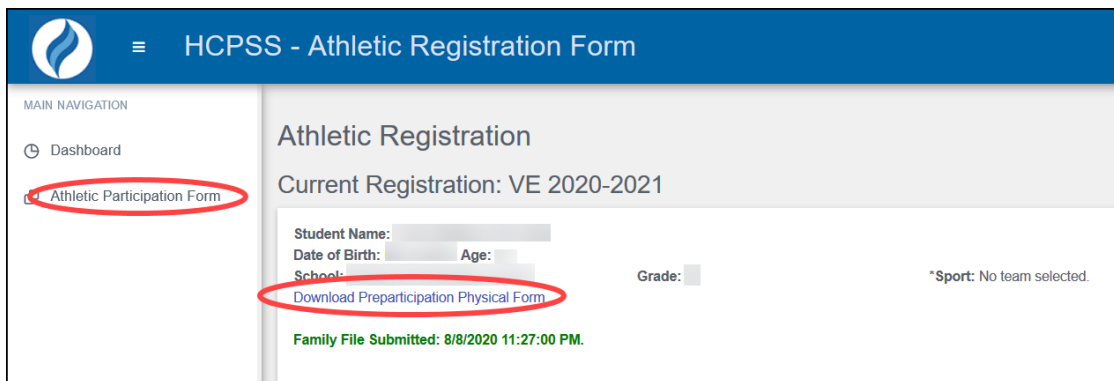 HCPSS - Athletic Registration Form
MAIN NAVIGATION
Dashboard
Athletic Participation Form
Athletic Registration
Current Registration: VE 2020-2021
Student Name:
Date of Birth: Age:
School: Grade: *Sport: No team selected.
Download Preparticipation Physical Form
Family File Submitted: 8/8/2020 11:27:00 PM.